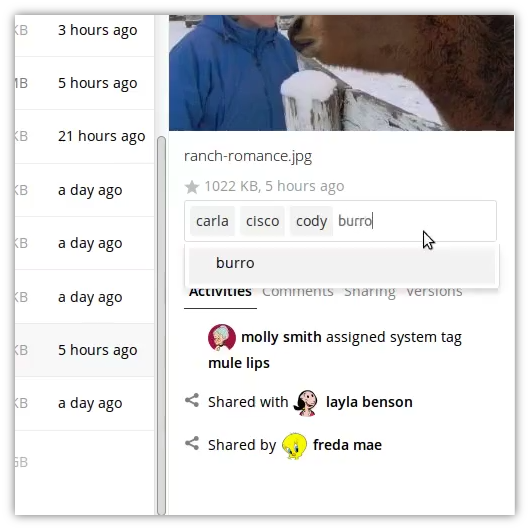 KB 3 hours ago
MB 5 hours ago
KB 21 hours ago
a day ago
KB a day ago
KB a day ago
KB 5 hours ago
KB a day ago
GB
ranch-romance.jpg
1022 KB, 5 hours ago
carla cisco cody burro
burro
Activities Comments Sharing Versions
molly smith assigned system tag
mule lips
Shared with layla benson
Shared by freda mae